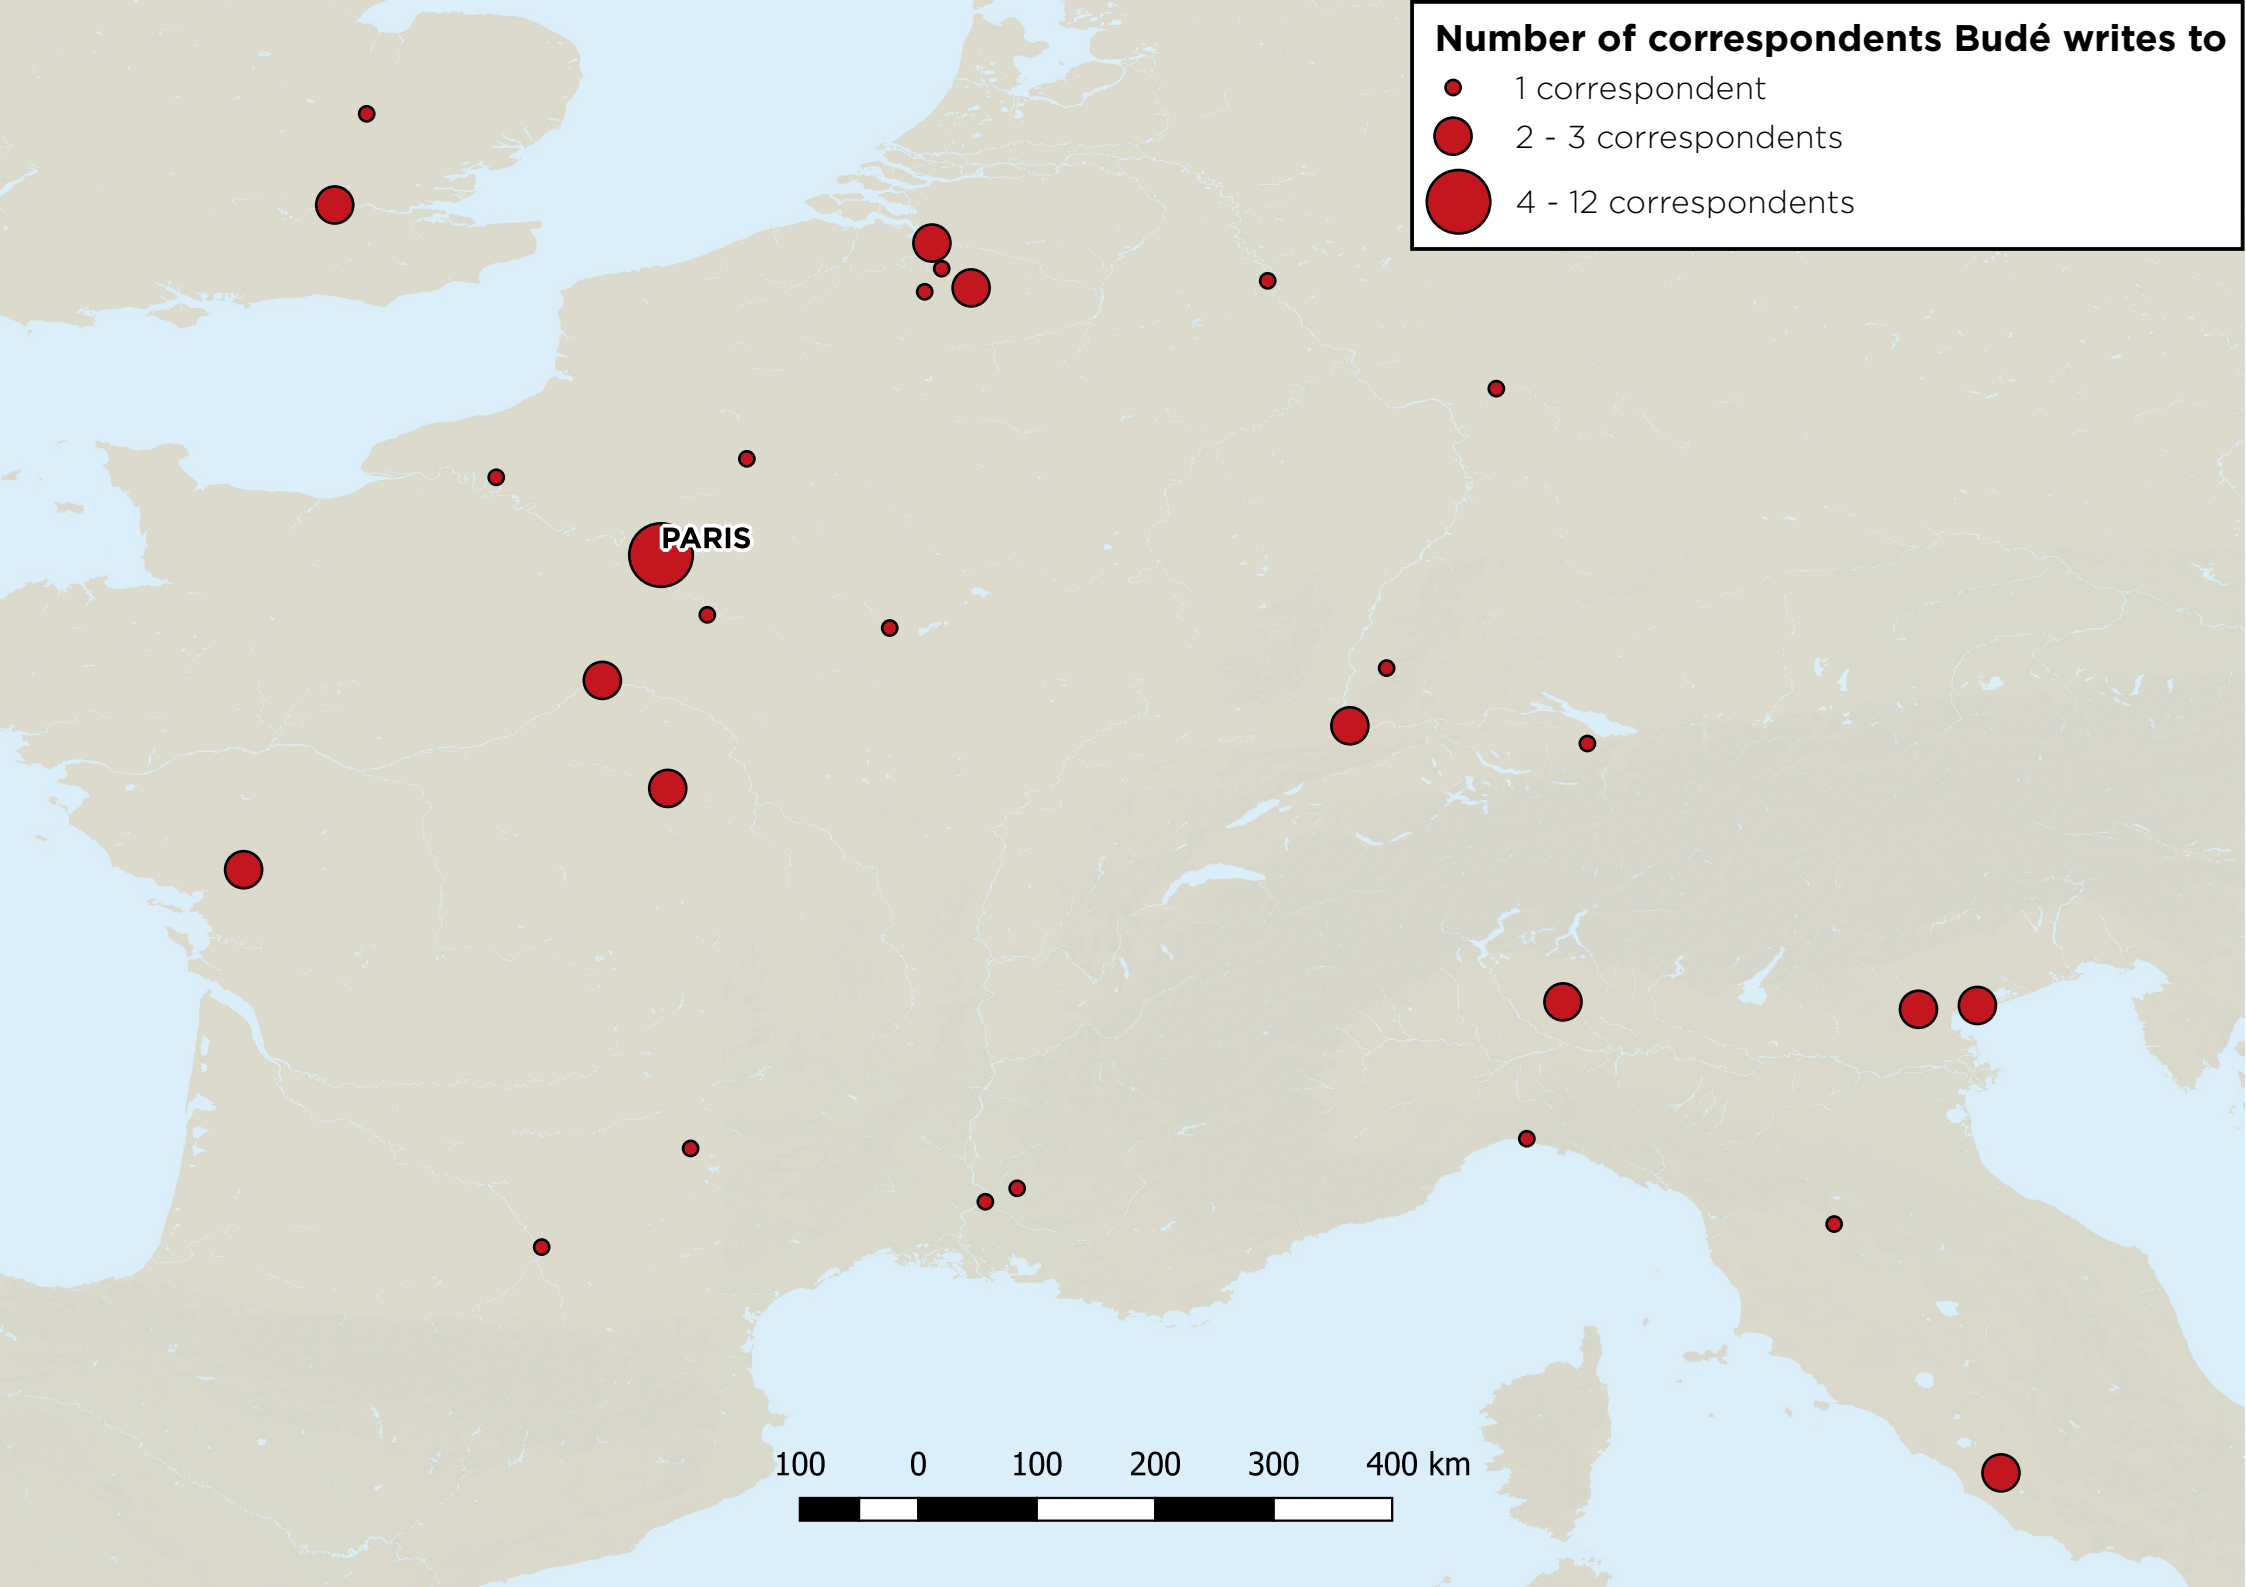 Number of correspondents Budé writes to
1 correspondent
2 - 3 correspondents
4 - 12 correspondents
PARIS
100 0 100 200 300 400 km